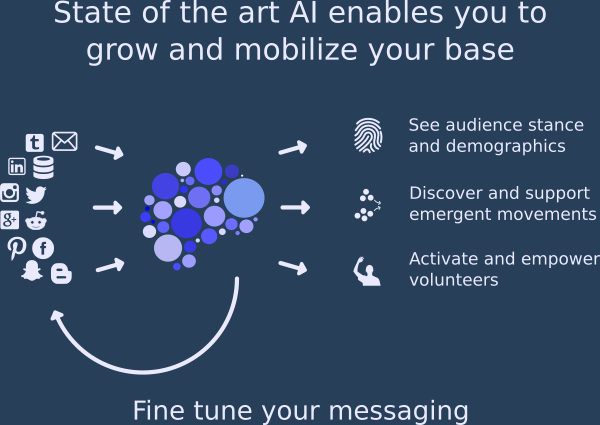 State of the art AI enables you to
grow and mobilize your base
See audience stance
and demographics
Discover and support
emergent movements
Activate and empower
volunteers
Fine tune your messaging